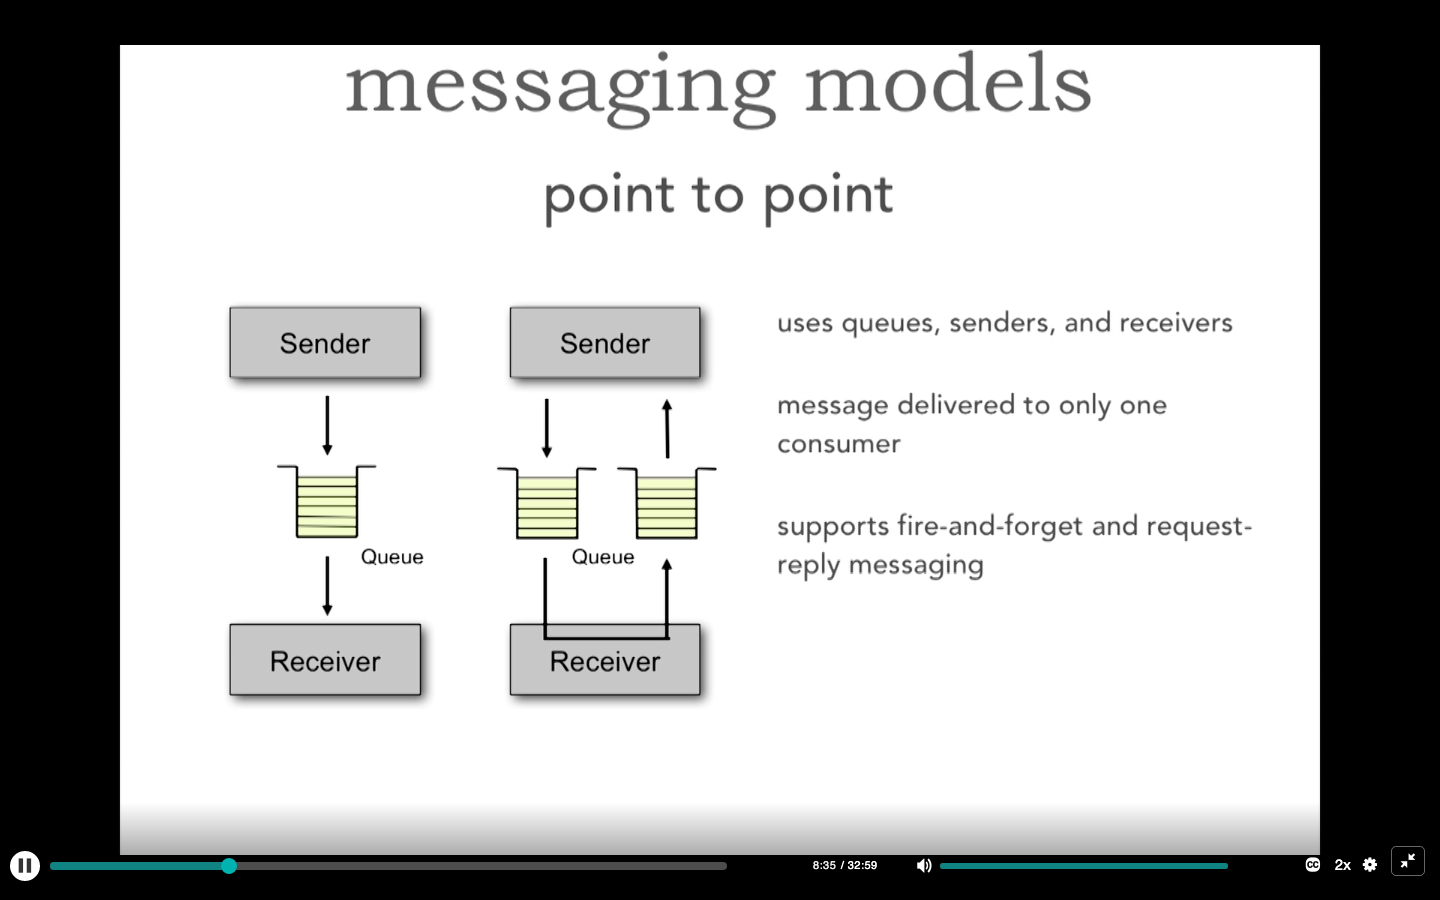 messaging models
point to point
Sender
Sender
Queue
Queue
Receiver
Receiver
uses queues, senders, and receivers
message delivered to only one
consumer
supports fire-and-forget and request-
reply messaging
8:35 / 32:59
CC
2x